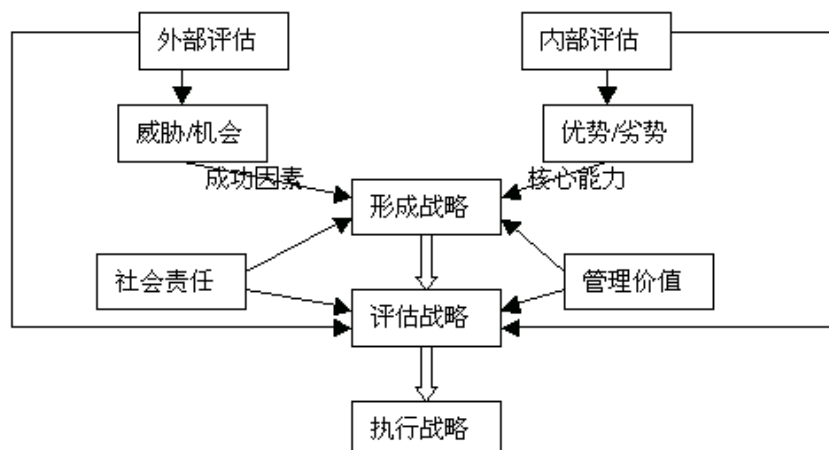 外部评估
内部评估
威胁/机会
优势/劣势
成功因素
核心能力
形成战略
社会责任
管理价值
评估战略
执行战略